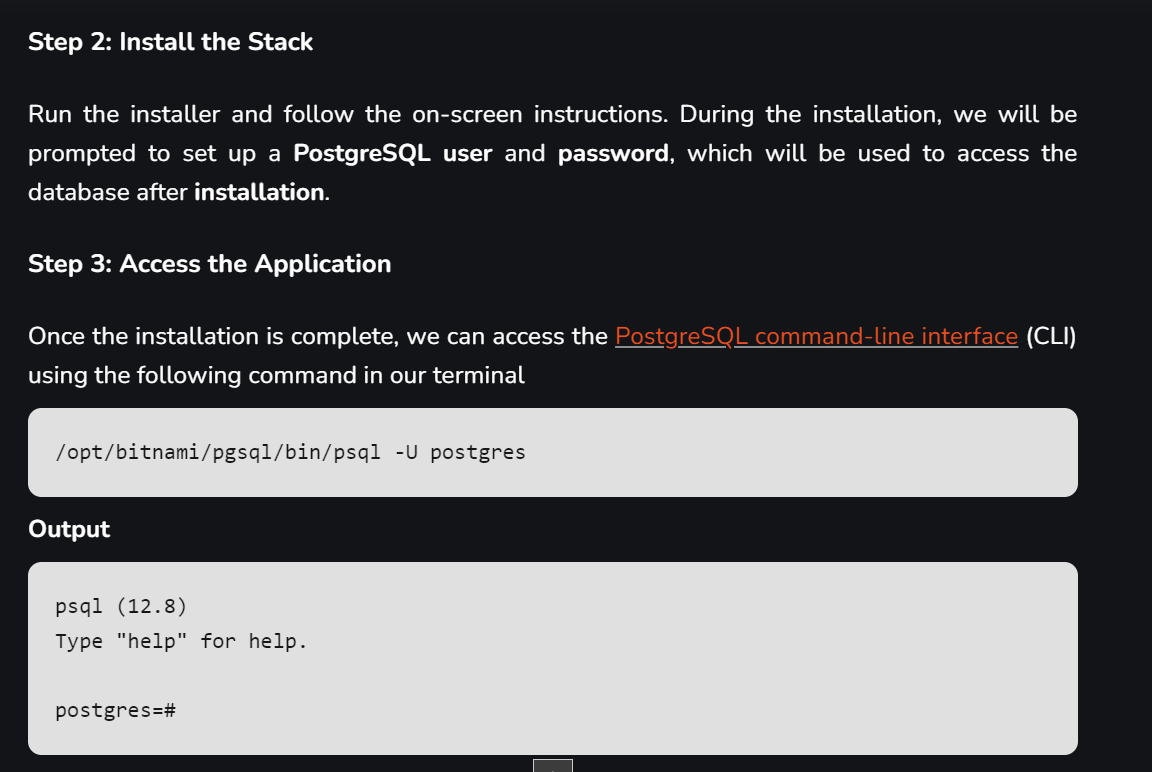 Step 2: Install the Stack
Run the installer and follow the on-screen instructions. During the installation, we will be
prompted to set up a PostgreSQL user and password, which will be used to access the
database after installation.
Step 3: Access the Application
Once the installation is complete, we can access the PostgreSQL command-line interface (CLI)
using the following command in our terminal
/opt/bitnami/pgsql/bin/psql -U postgres
Output
psql (12.8)
Type "help" for help.
postgres=#